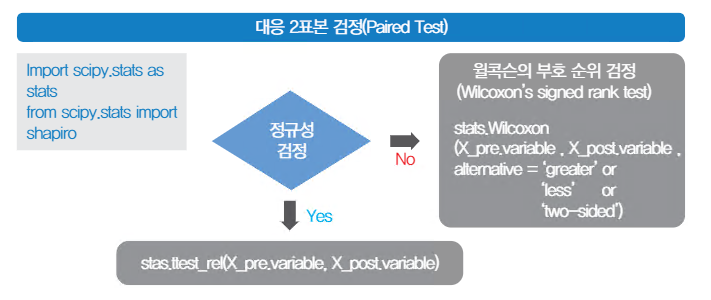 대응 2표본 검정(Paired Test)
Import scipy.stats as
stats
from scipy.stats import
shapiro
정규성
검정
No
Yes
윌콕슨의 부호 순위 검정
(Wilcoxon's signed rank test)
stats.Wilcoxon
(X_pre.variable , X_post.variable ,
alternative = 'greater' or
'less' or
'two-sided')
stas.ttest_rel(X_pre.variable, X_post.variable)